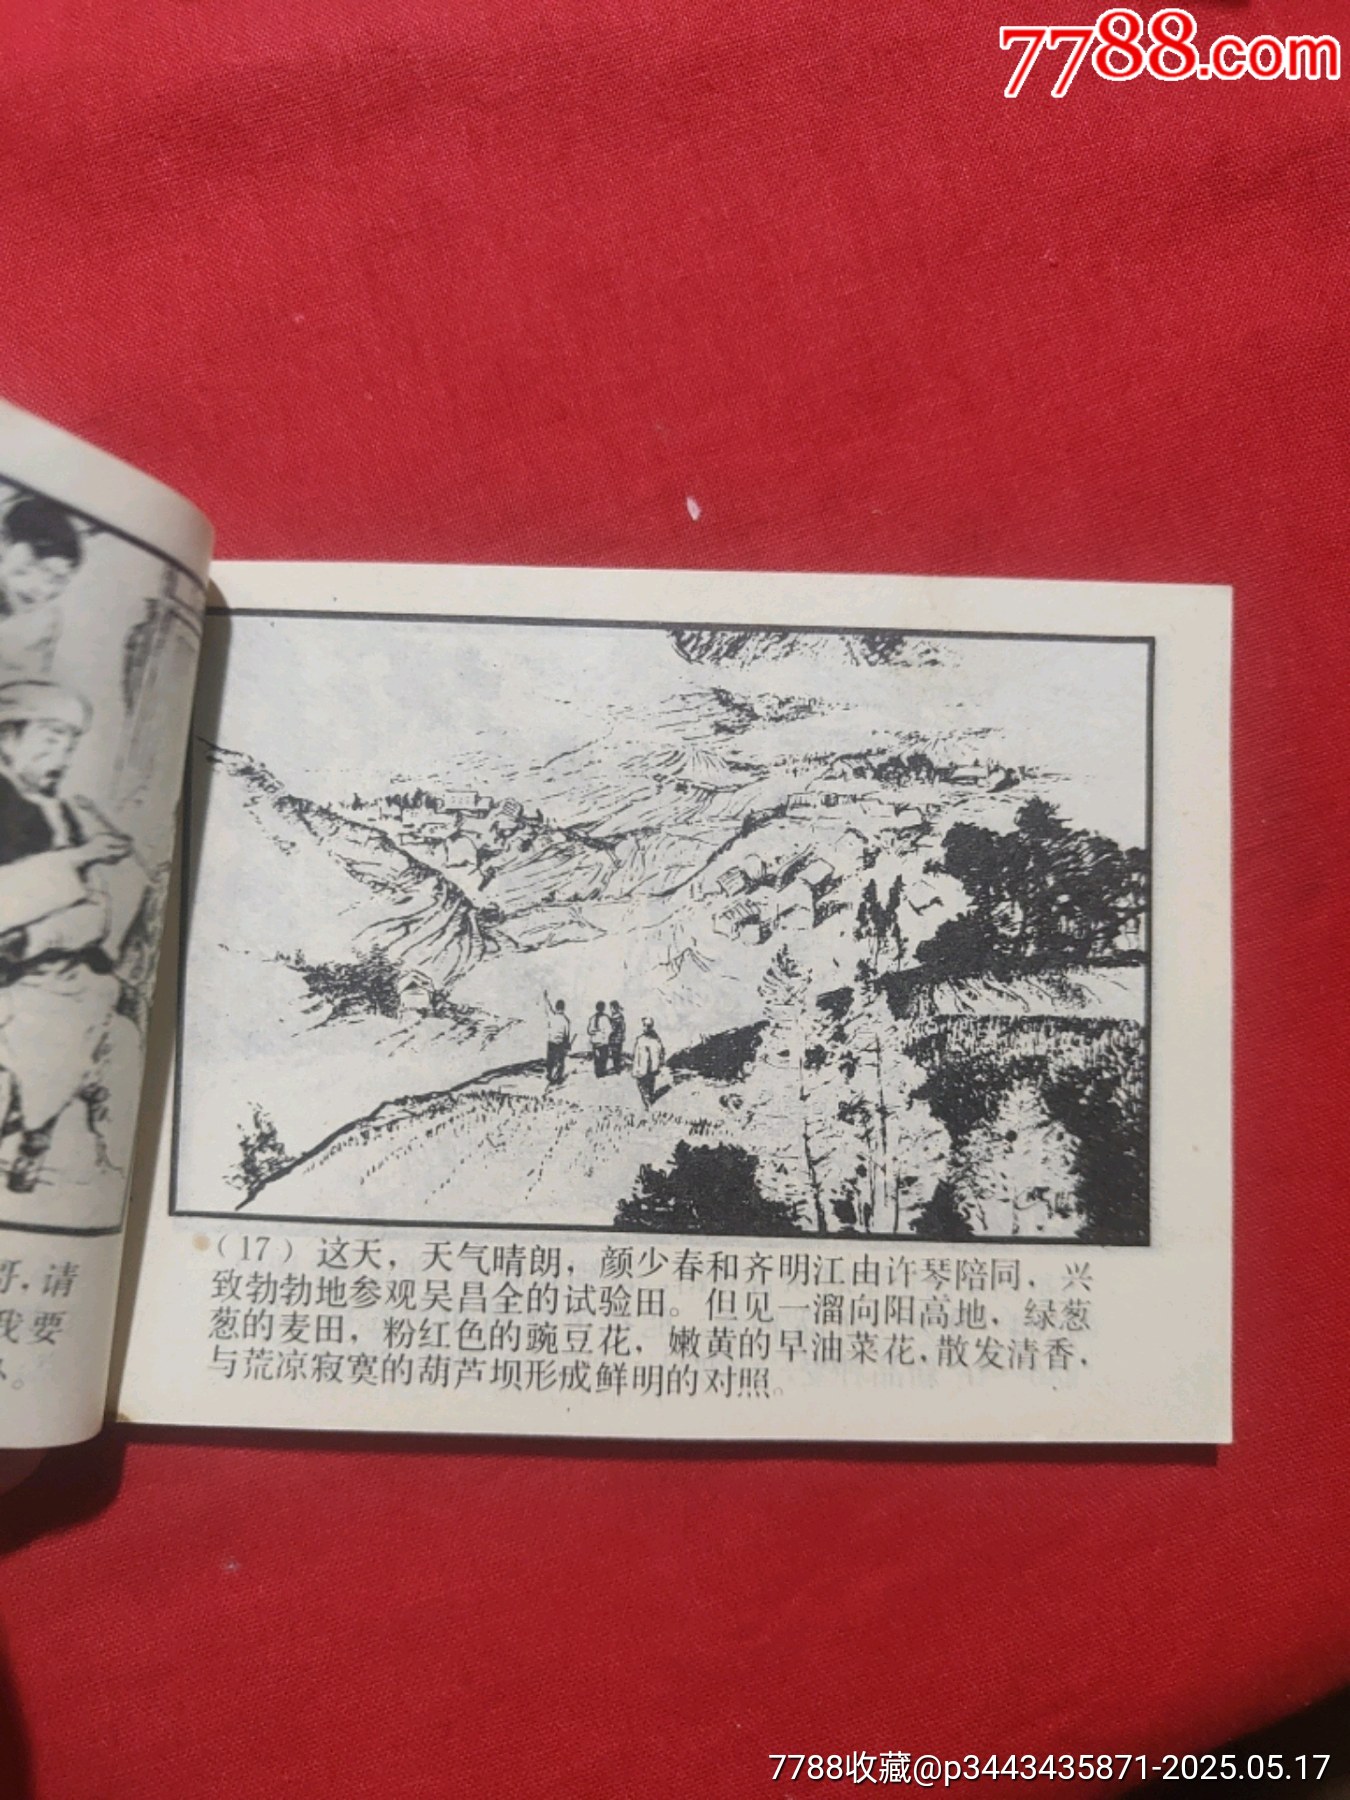 7788.com
哥,请
我要
(17)这天，天气晴朗，颜少春和齐明江由许琴陪同，兴
致勃勃地参观吴昌全的试验田。但见一溜向阳高地，绿葱
葱的麦田，粉红色的豌豆花，嫩黄的早油菜花，散发清香，
与荒凉寂寞的葫芦坝形成鲜明的对照。
7788收藏@p3443435871-2025.05.17